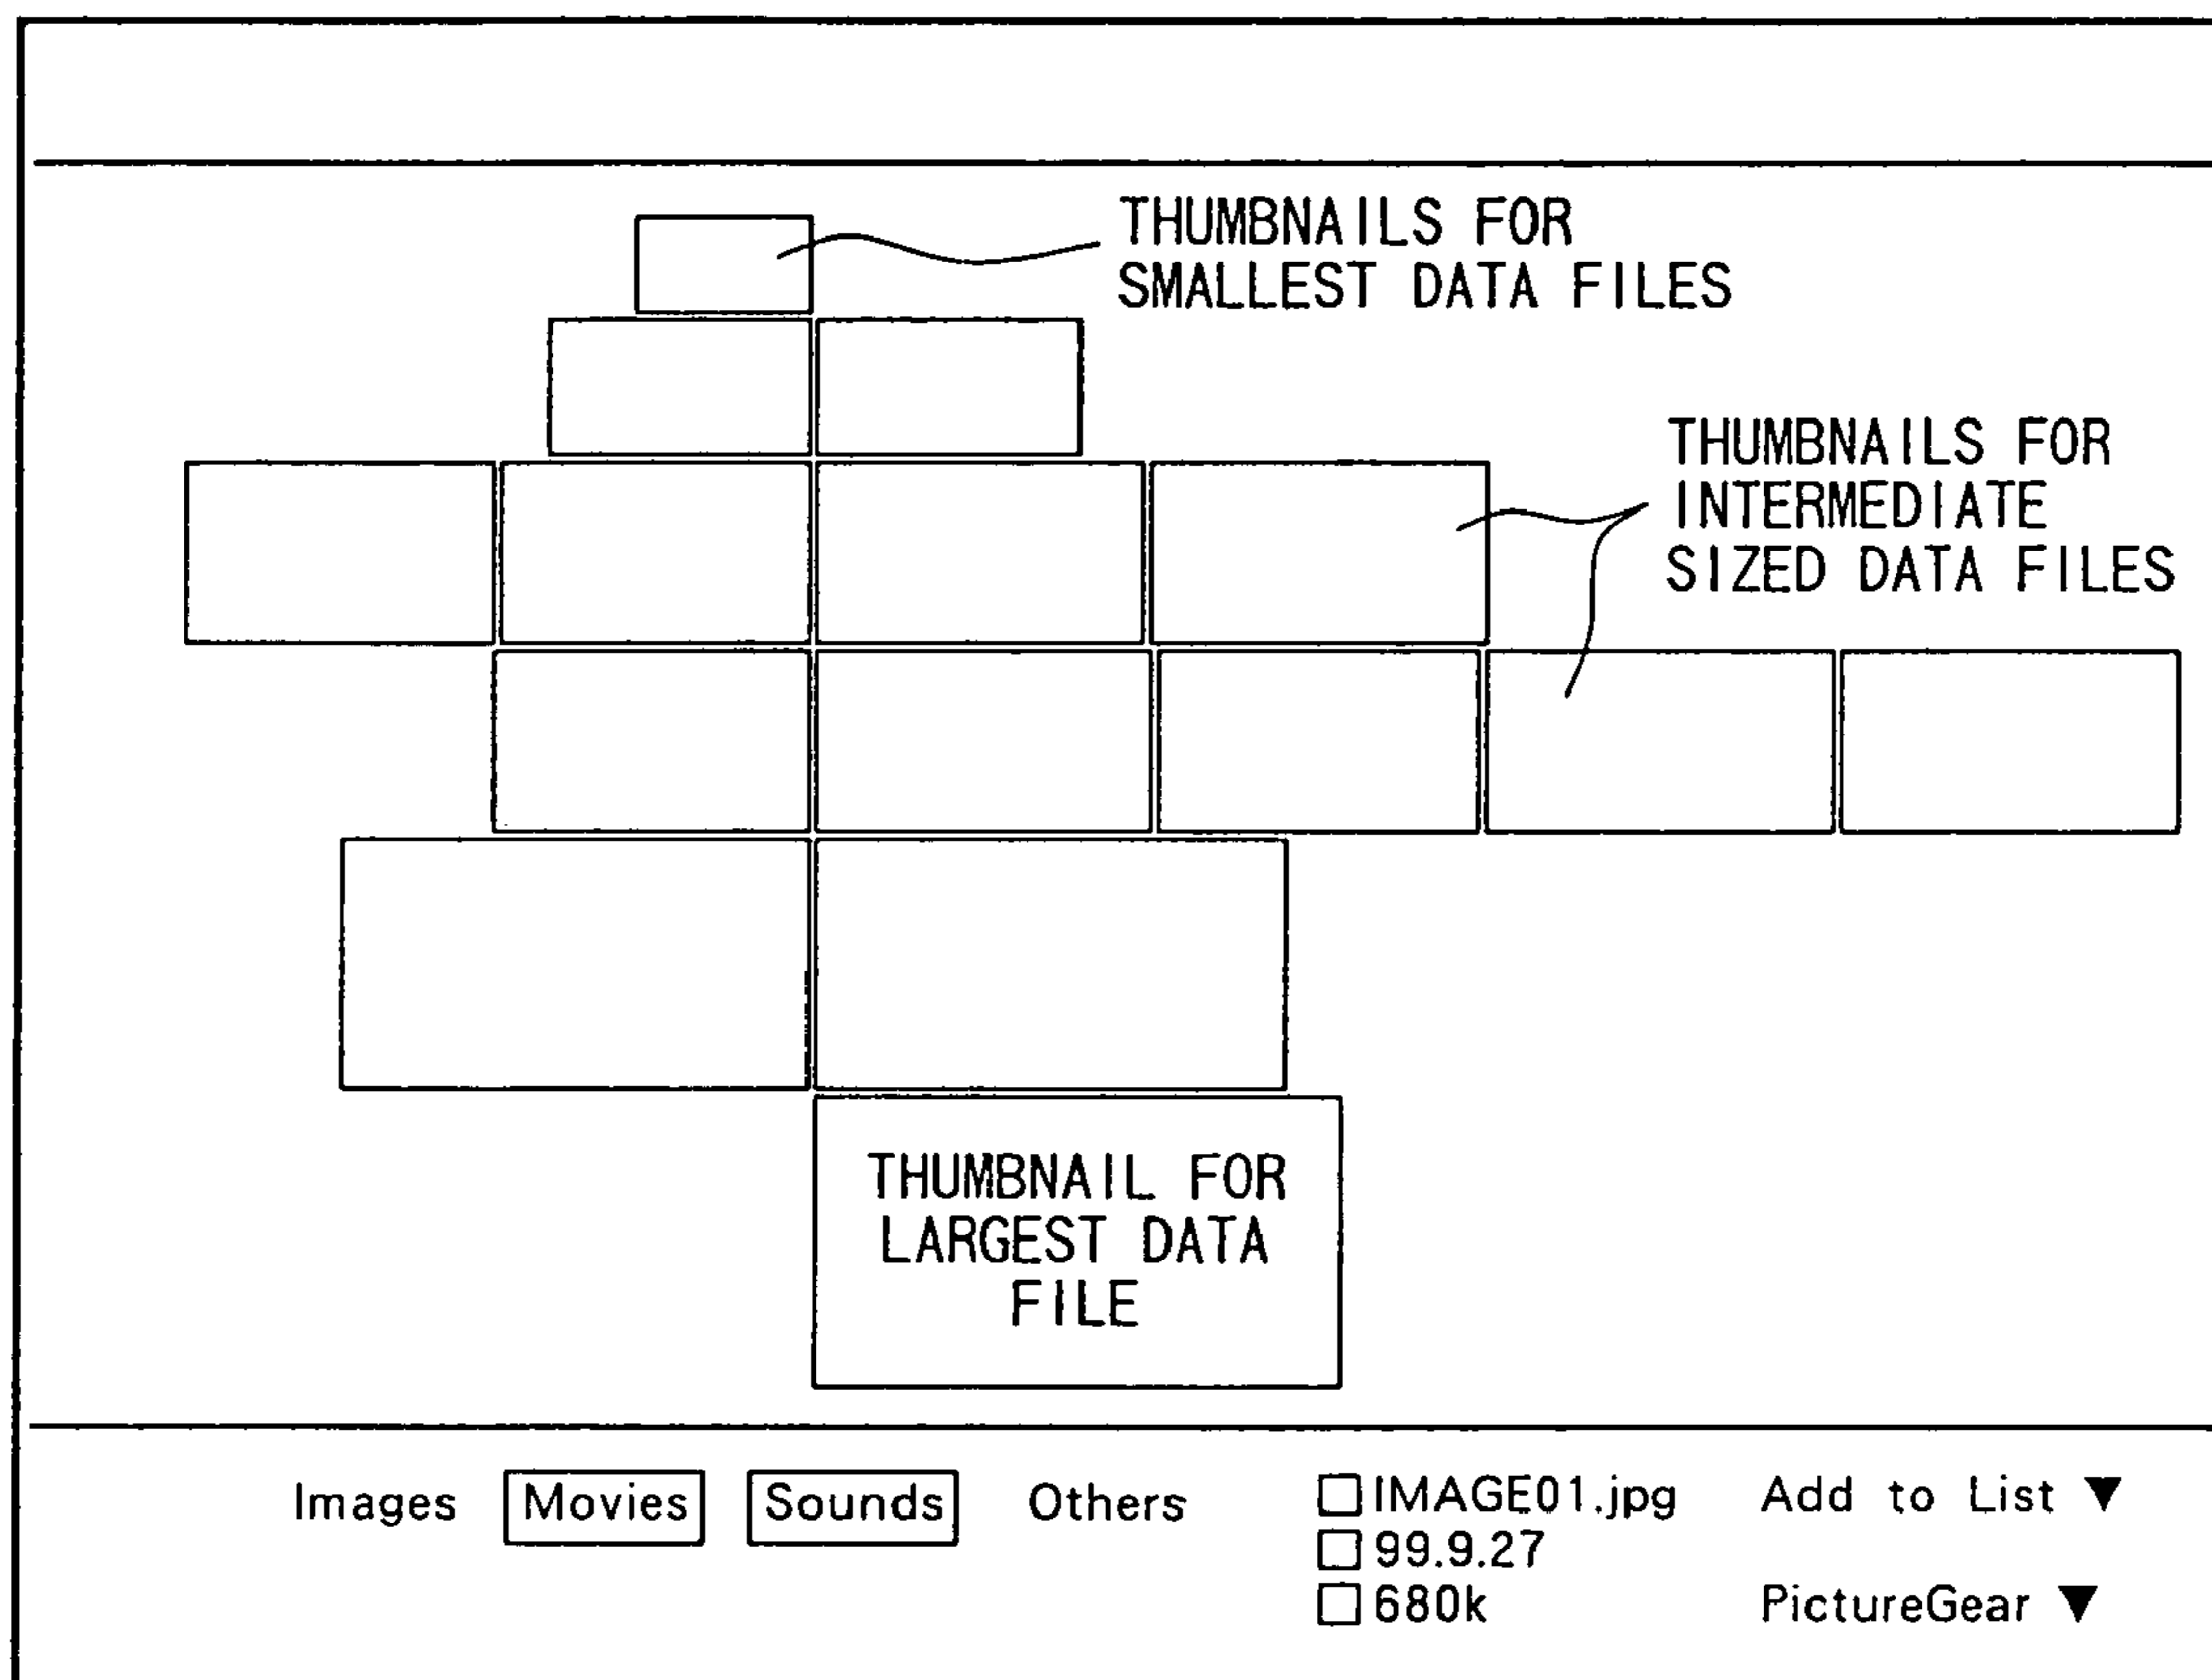 THUMBNAILS FOR
SMALLEST DATA FILES
THUMBNAILS FOR
INTERMEDIATE
SIZED DATA FILES
THUMBNAIL FOR
LARGEST DATA
FILE
Images Movies Sounds Others
IMAGE01.jpg Add to List ▼
99.9.27
680k PictureGear ▼